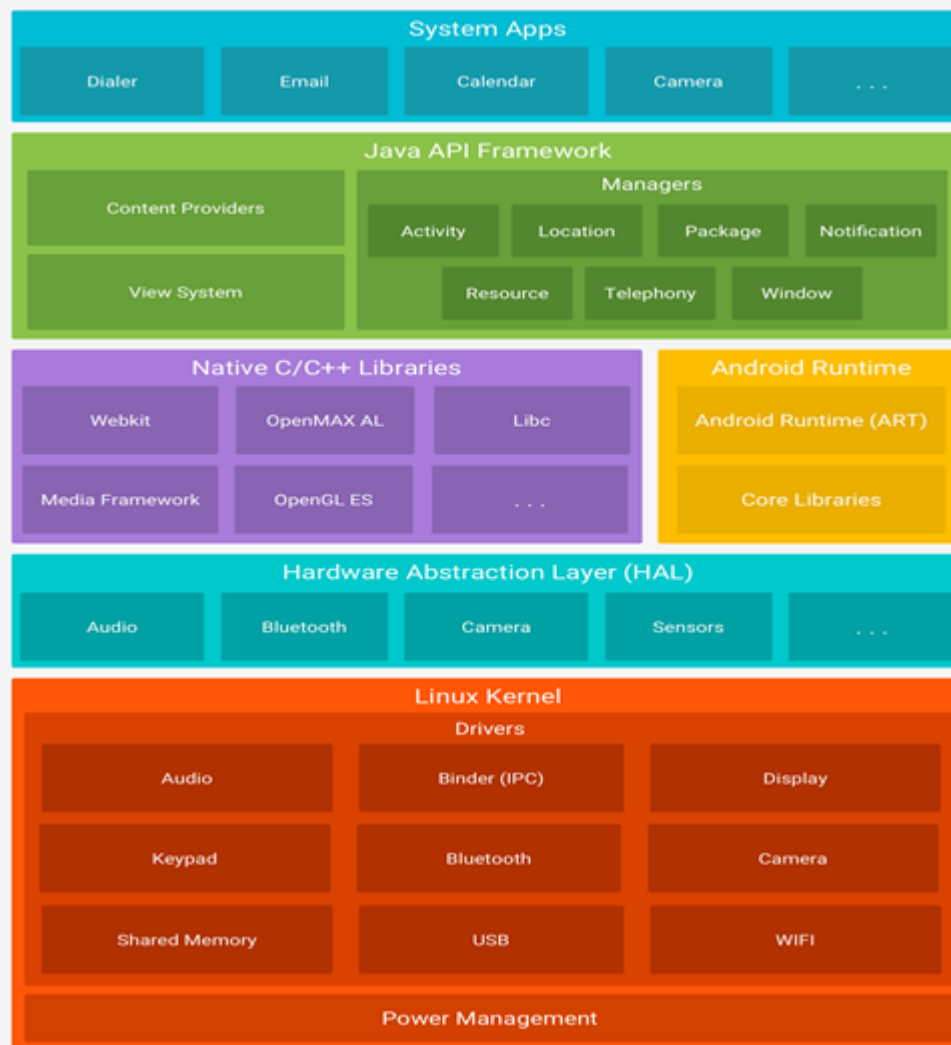 System Apps
Dialer Email Calendar Camera . . .
Java API Framework
Content Providers
View System
Managers
Activity Location Package Notification
Resource Telephony Window
Native C/C++ Libraries
Webkit OpenMAX AL Libc
Media Framework OpenGL ES . . .
Android Runtime
Android Runtime (ART)
Core Libraries
Hardware Abstraction Layer (HAL)
Audio Bluetooth Camera Sensors . . .
Linux Kernel
Drivers
Audio Binder (IPC) Display
Keypad Bluetooth Camera
Shared Memory USB WIFI
Power Management